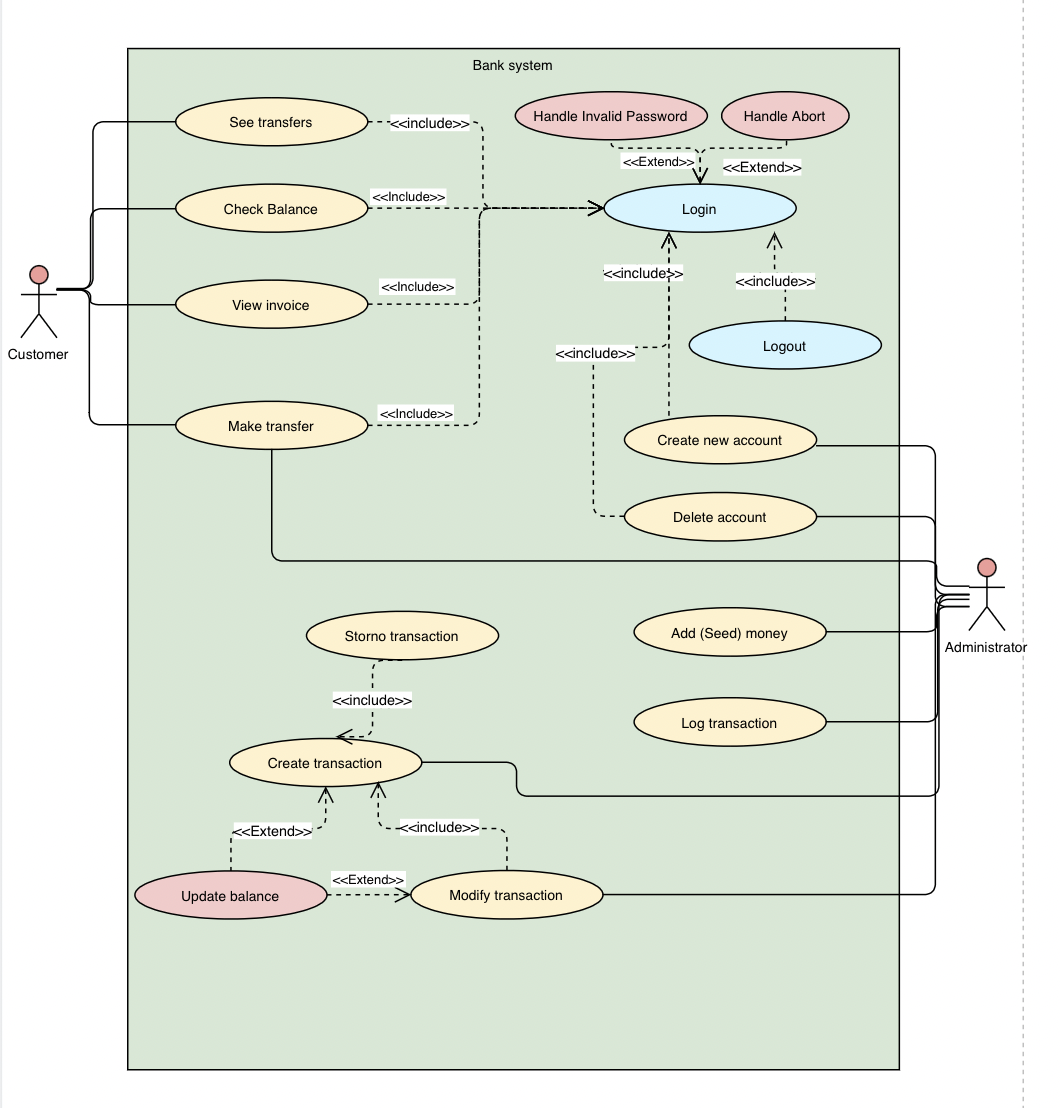 Bank system
See transfers
<<include>>
Handle Invalid Password
Handle Abort
<<Extend>>
<<Extend>>
Check Balance
<<Include>>
Login
<<include>>
<<include>>
View invoice
<<Include>>
Customer
Logout
<<include>>
Make transfer
<<Include>>
Create new account
Delete account
Storno transaction
Add (Seed) money
Administrator
<<include>>
Log transaction
Create transaction
<<Extend>>
<<include>>
Update balance
<<Extend>>
Modify transaction